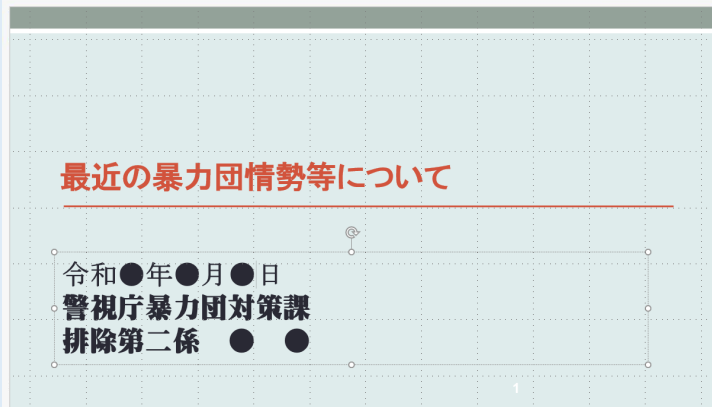 最近の暴力団情勢等について
令和●年●月●日
警視庁暴力団対策課
排除第二係　●　●
1